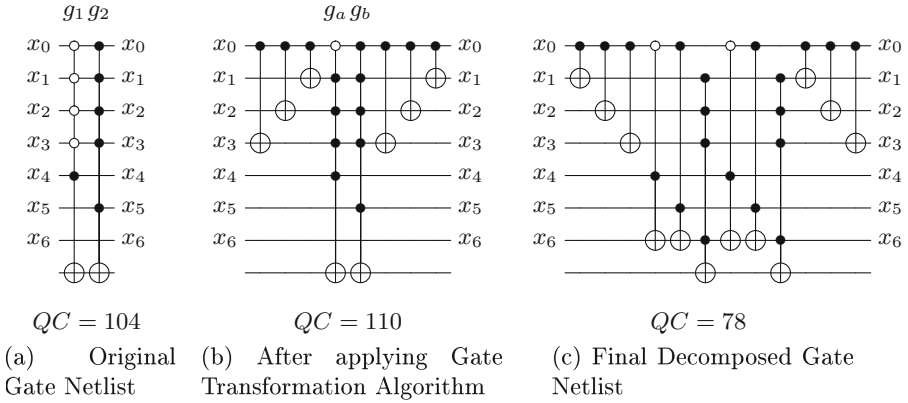 g1 g2 ga gb
x0 x0 x0 x0 x0 x0
x1 x1 x1 x1 x1 x1
x2 x2 x2 x2 x2 x2
x3 x3 x3 x3 x3 x3
x4 x4 x4 x4 x4 x4
x5 x5 x5 x5 x5 x5
x6 x6 x6 x6 x6 x6
QC = 104 QC = 110 QC = 78
(a) Original
Gate Netlist
(b) After applying Gate
Transformation Algorithm
(c) Final Decomposed Gate
Netlist